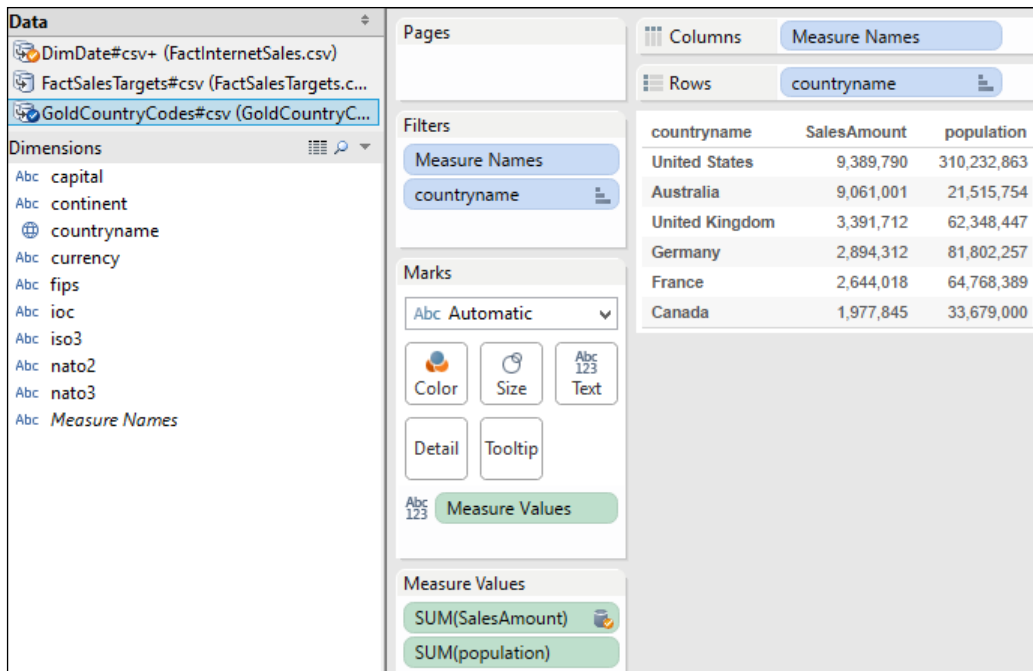 Data
DimDate#csv+ (FactInternetSales.csv)
FactSalesTargets#csv (FactSalesTargets.c...
GoldCountryCodes#csv (GoldCountryC...
Dimensions
Abc capital
Abc continent
countryname
Abc currency
Abc fips
Abc ioc
Abc iso3
Abc nato2
Abc nato3
Abc Measure Names
Pages
Filters
Measure Names
countryname
Marks
Abc Automatic
Color
Size
Abc
123
Text
Detail
Tooltip
Abc
123
Measure Values
Measure Values
SUM(SalesAmount)
SUM(population)
Columns Measure Names
Rows countryname
countryname SalesAmount population
United States 9,389,790 310,232,863
Australia 9,061,001 21,515,754
United Kingdom 3,391,712 62,348,447
Germany 2,894,312 81,802,257
France 2,644,018 64,768,389
Canada 1,977,845 33,679,000